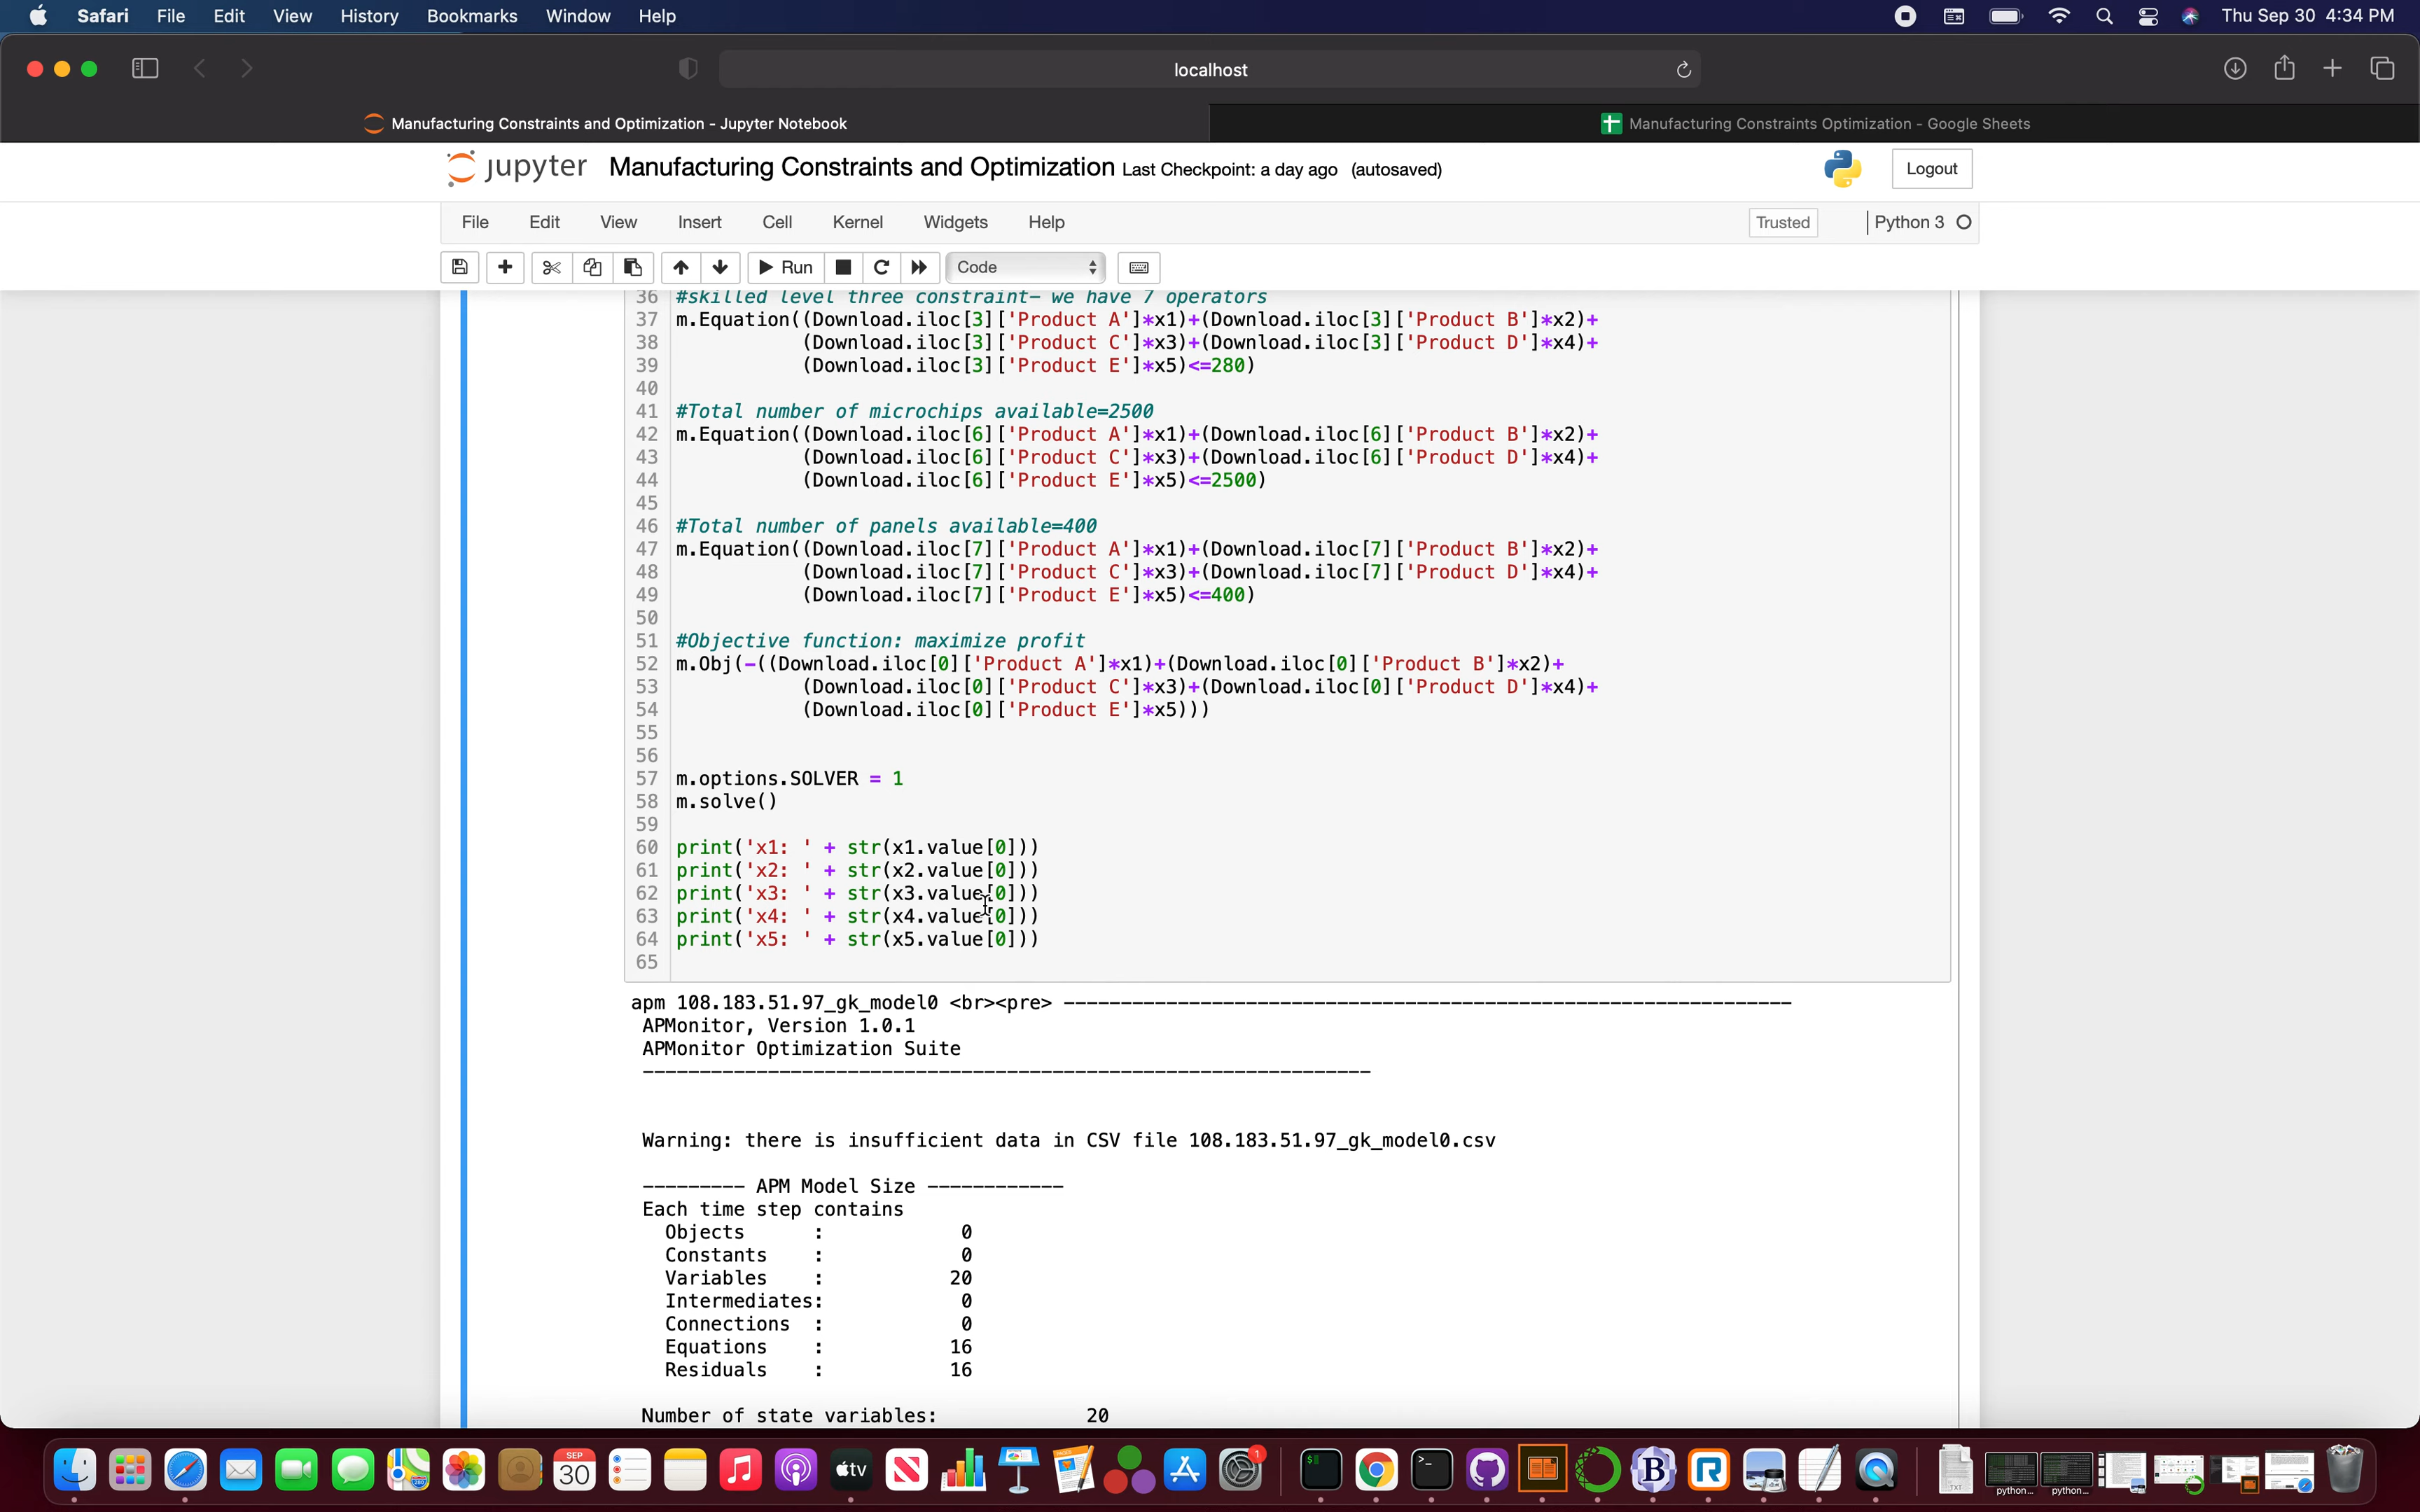 Safari File Edit View History Bookmarks Window Help Thu Sep 30 4:34 PM
localhost
Manufacturing Constraints and Optimization - Jupyter Notebook Manufacturing Constraints Optimization - Google Sheets
jupyter Manufacturing Constraints and Optimization Last Checkpoint: a day ago (autosaved) Logout
File Edit View Insert Cell Kernel Widgets Help Trusted Python 3
Run Code
36 #skilled level three constraint- we have 7 operators
37 m.Equation((Download.iloc[3]['Product A']*x1)+(Download.iloc[3]['Product B']*x2)+
38 (Download.iloc[3]['Product C']*x3)+(Download.iloc[3]['Product D']*x4)+
39 (Download.iloc[3]['Product E']*x5)<=280)
40
41 #Total number of microchips available=2500
42 m.Equation((Download.iloc[6]['Product A']*x1)+(Download.iloc[6]['Product B']*x2)+
43 (Download.iloc[6]['Product C']*x3)+(Download.iloc[6]['Product D']*x4)+
44 (Download.iloc[6]['Product E']*x5)<=2500)
45
46 #Total number of panels available=400
47 m.Equation((Download.iloc[7]['Product A']*x1)+(Download.iloc[7]['Product B']*x2)+
48 (Download.iloc[7]['Product C']*x3)+(Download.iloc[7]['Product D']*x4)+
49 (Download.iloc[7]['Product E']*x5)<=400)
50
51 #Objective function: maximize profit
52 m.Obj(-((Download.iloc[0]['Product A']*x1)+(Download.iloc[0]['Product B']*x2)+
53 (Download.iloc[0]['Product C']*x3)+(Download.iloc[0]['Product D']*x4)+
54 (Download.iloc[0]['Product E']*x5)))
55
56
57 m.options.SOLVER = 1
58 m.solve()
59
60 print('x1: ' + str(x1.value[0]))
61 print('x2: ' + str(x2.value[0]))
62 print('x3: ' + str(x3.value[0]))
63 print('x4: ' + str(x4.value[0]))
64 print('x5: ' + str(x5.value[0]))
65
apm 108.183.51.97_gk_model0 <br><pre> ----------------------------------------------------------------
APMonitor, Version 1.0.1
APMonitor Optimization Suite
----------------------------------------------------------------
Warning: there is insufficient data in CSV file 108.183.51.97_gk_model0.csv
--------- APM Model Size ------------
Each time step contains
Objects : 0
Constants : 0
Variables : 20
Intermediates: 0
Connections : 0
Equations : 16
Residuals : 16
Number of state variables: 20
SEP
30
tv
1
$
>_
B
R
TXT
python... python...